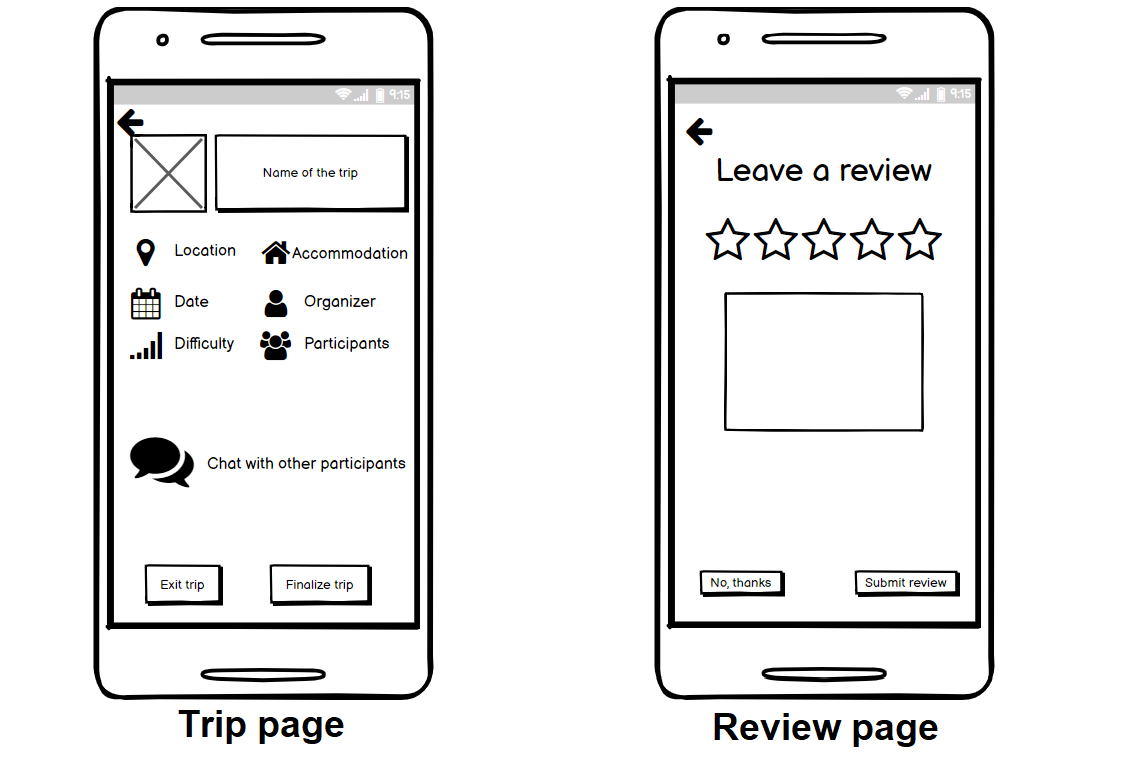 9:15
Name of the trip
Location
Accommodation
Date
Organizer
Difficulty
Participants
Chat with other participants
Exit trip
Finalize trip
Trip page
9:15
Leave a review
No, thanks
Submit review
Review page